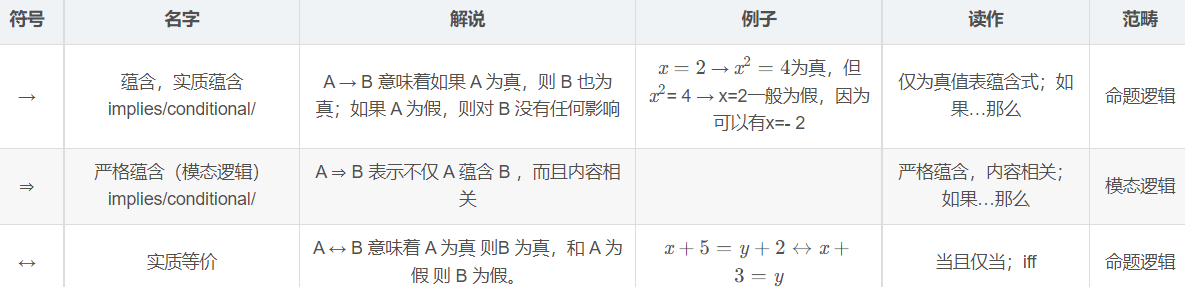 符号 名字 解说 例子 读作 范畴
→
蕴含，实质蕴含
implies/conditional/
A → B 意味着如果 A 为真，则 B 也为
真；如果 A 为假，则对 B 没有任何影响
x = 2 → x² = 4为真，但
x²= 4 → x=2一般为假，因为
可以有x=- 2
仅为真值表蕴含式；如
果…那么
命题逻辑
⇒
严格蕴含（模态逻辑）
implies/conditional/
A ⇒ B 表示不仅 A 蕴含 B ，而且内容相
关
严格蕴含，内容相关；
如果…那么
模态逻辑
↔
实质等价
A ↔ B 意味着 A 为真 则B 为真，和 A 为
假 则 B 为假。
x + 5 = y + 2 ↔ x +
3 = y
当且仅当；iff
命题逻辑